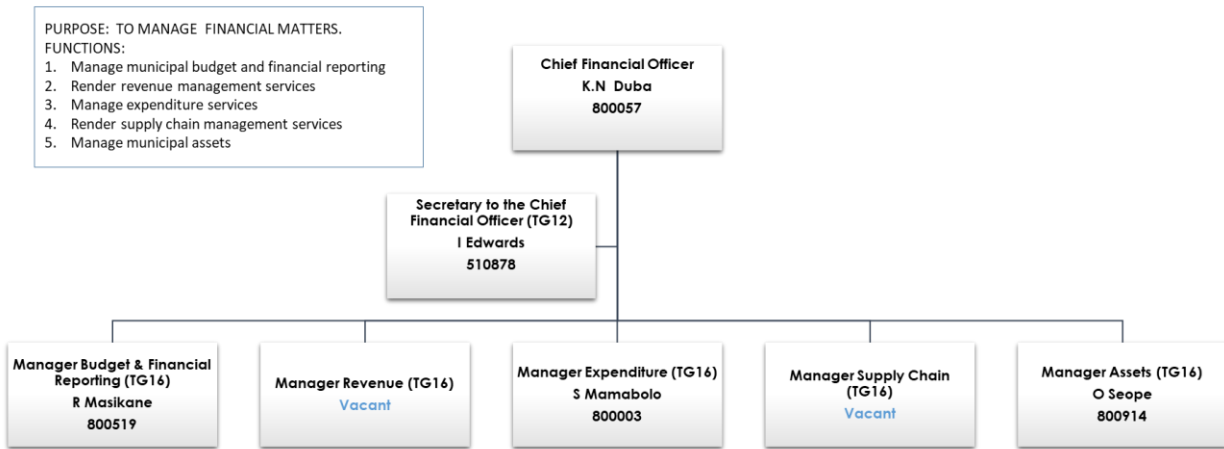 PURPOSE: TO MANAGE FINANCIAL MATTERS.
FUNCTIONS:
1. Manage municipal budget and financial reporting
2. Render revenue management services
3. Manage expenditure services
4. Render supply chain management services
5. Manage municipal assets
Chief Financial Officer
K.N Duba
800057
Secretary to the Chief
Financial Officer (TG12)
I Edwards
510878
Manager Budget & Financial
Reporting (TG16)
R Masikane
800519
Manager Revenue (TG16)
Vacant
Manager Expenditure (TG16)
S Mamabolo
800003
Manager Supply Chain
(TG16)
Vacant
Manager Assets (TG16)
O Seope
800914